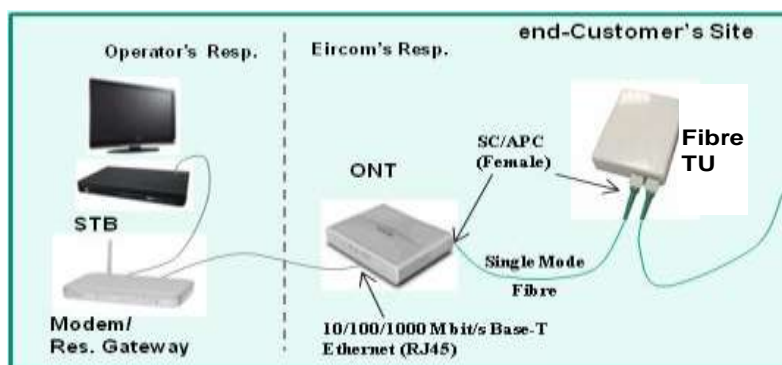 end-Customer's Site
Operator's Resp.
Eircom's Resp.
SC/APC
(Female)
Fibre
TU
ONT
STB
Single Mode
Fibre
Modem/
Res. Gateway
10/100/1000 Mbit/s Base-T
Ethernet (RJ45)